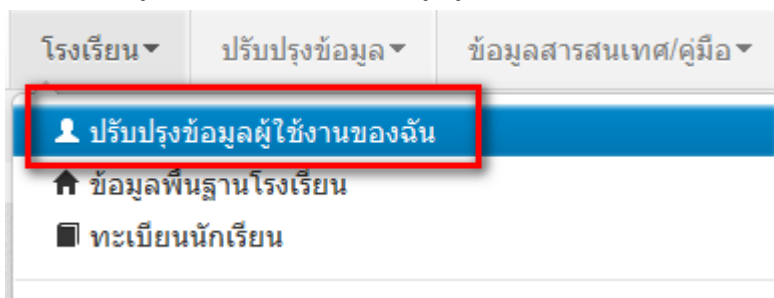 โรงเรียน ปรับปรุงข้อมูล ข้อมูลสารสนเทศ/คู่มือ
ปรับปรุงข้อมูลผู้ใช้งานของฉัน
ข้อมูลพื้นฐานโรงเรียน
ทะเบียนนักเรียน